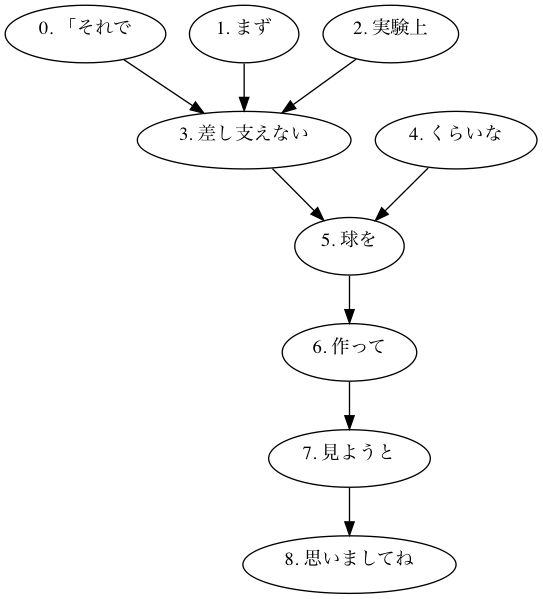 0. 「それで
1. まず
2. 実験上
3. 差し支えない
4. くらいな
5. 球を
6. 作って
7. 見ようと
8. 思いましてね